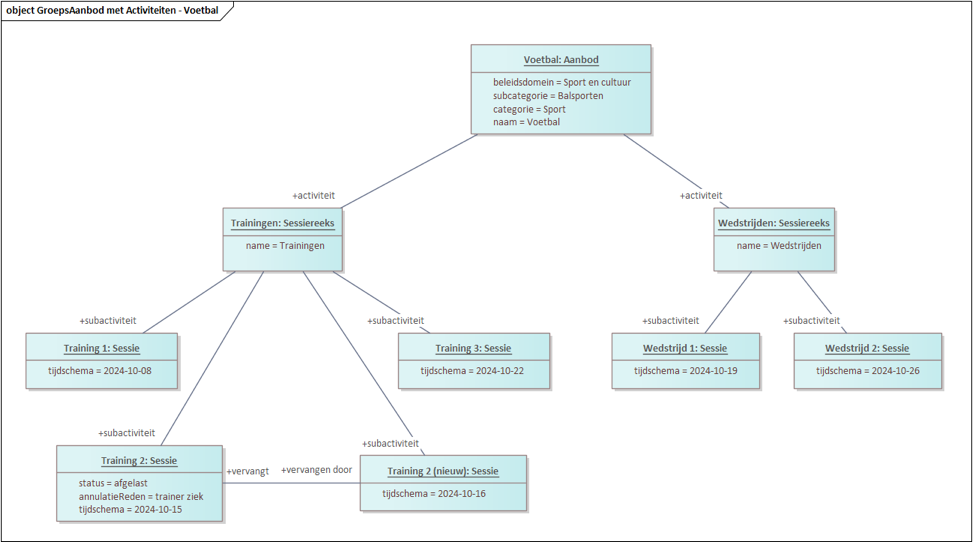 object GroepsAanbod met Activiteiten - Voetbal
Voetbal: Aanbod
beleidsdomein = Sport en cultuur
subcategorie = Balsporten
categorie = Sport
naam = Voetbal
+activiteit
+activiteit
Trainingen: Sessiereeks
name = Trainingen
Wedstrijden: Sessiereeks
name = Wedstrijden
+subactiviteit
+subactiviteit
+subactiviteit
+subactiviteit
Training 1: Sessie
tijdschema = 2024-10-08
Training 3: Sessie
tijdschema = 2024-10-22
Wedstrijd 1: Sessie
tijdschema = 2024-10-19
Wedstrijd 2: Sessie
tijdschema = 2024-10-26
+subactiviteit
+subactiviteit
Training 2: Sessie
status = afgelast
annulatieReden = trainer ziek
tijdschema = 2024-10-15
+vervangt
+vervangen door
Training 2 (nieuw): Sessie
tijdschema = 2024-10-16